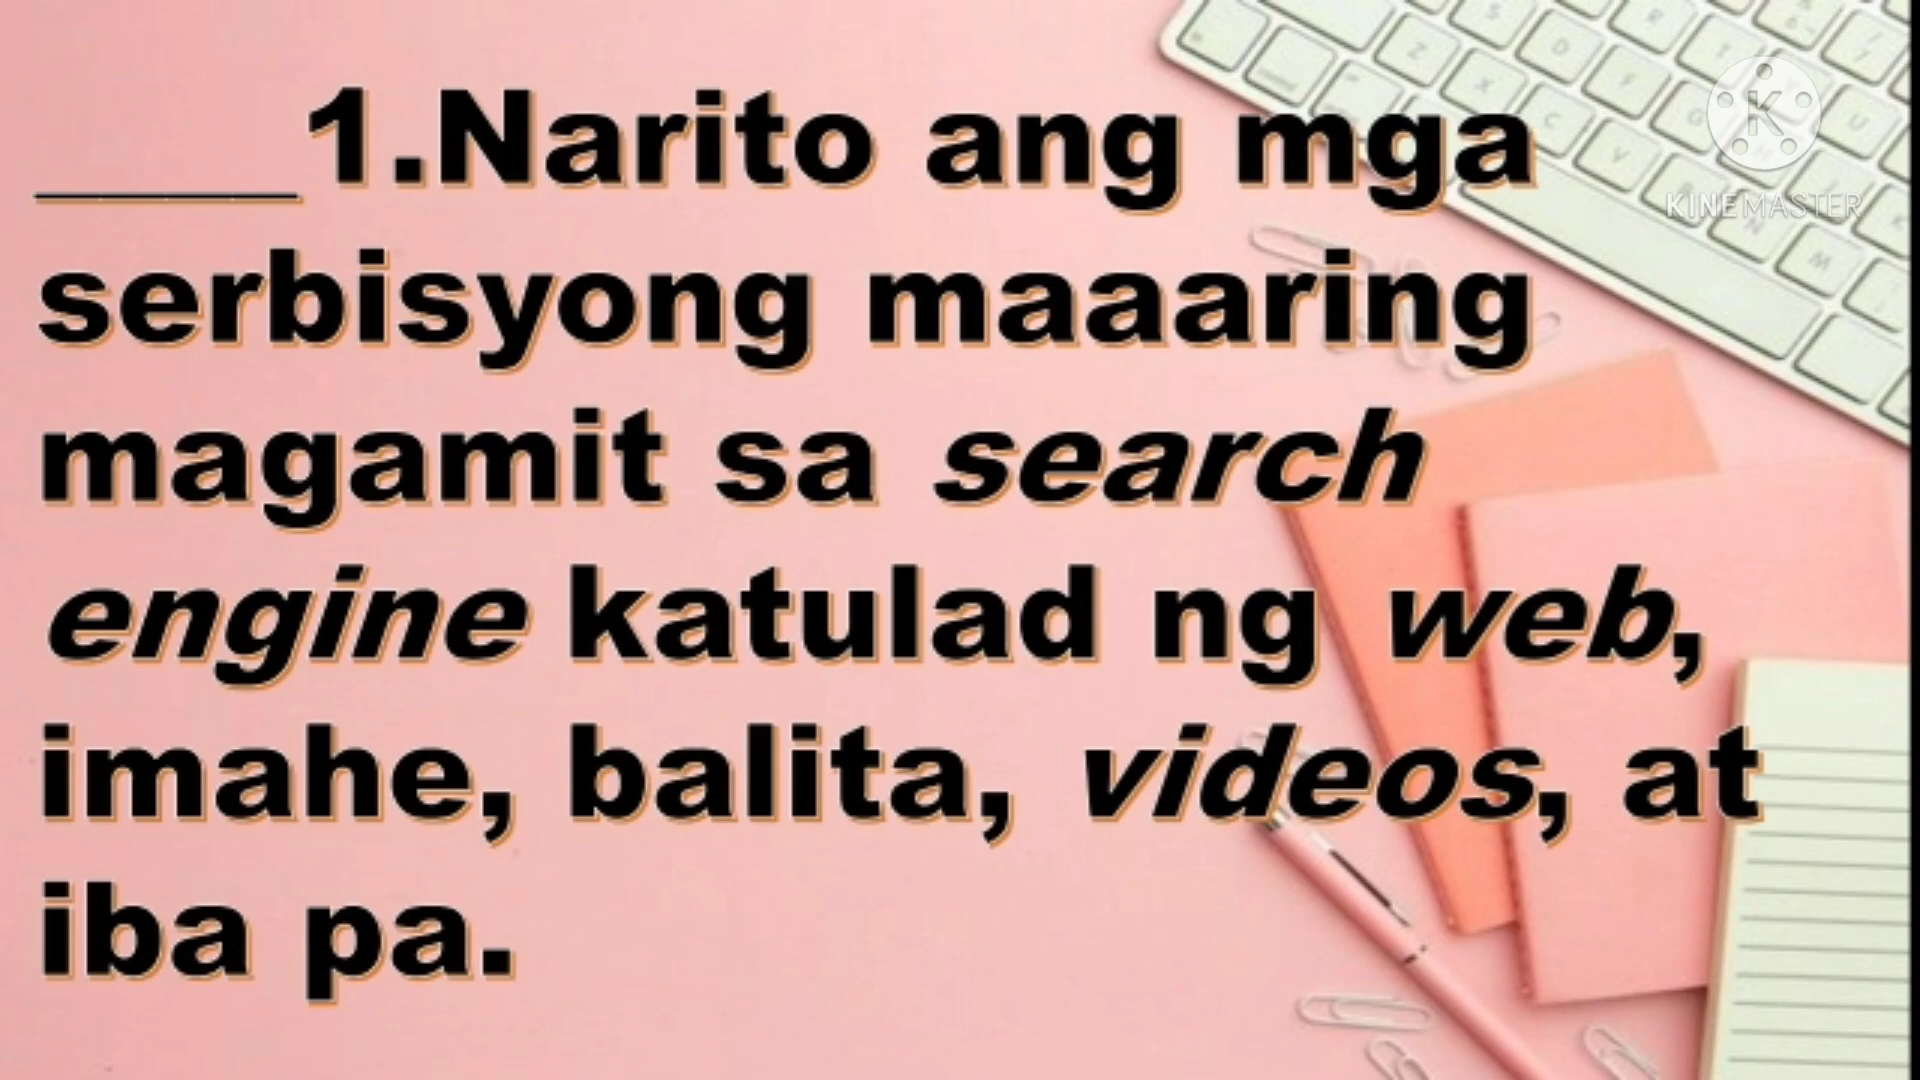 ____1.Narito ang mga
serbisyong maaaring
magamit sa search
engine katulad ng web,
imahe, balita, videos, at
iba pa.
K
KINEMASTER